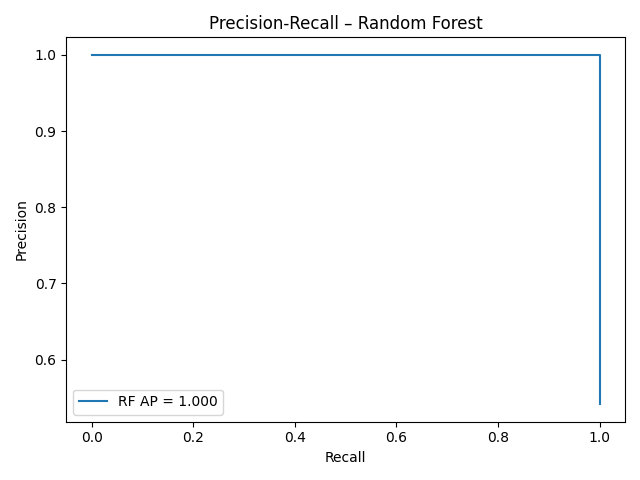 Precision-Recall – Random Forest
1.0
0.9
0.8
0.7
0.6
Precision
RF AP = 1.000
0.0 0.2 0.4 0.6 0.8 1.0
Recall